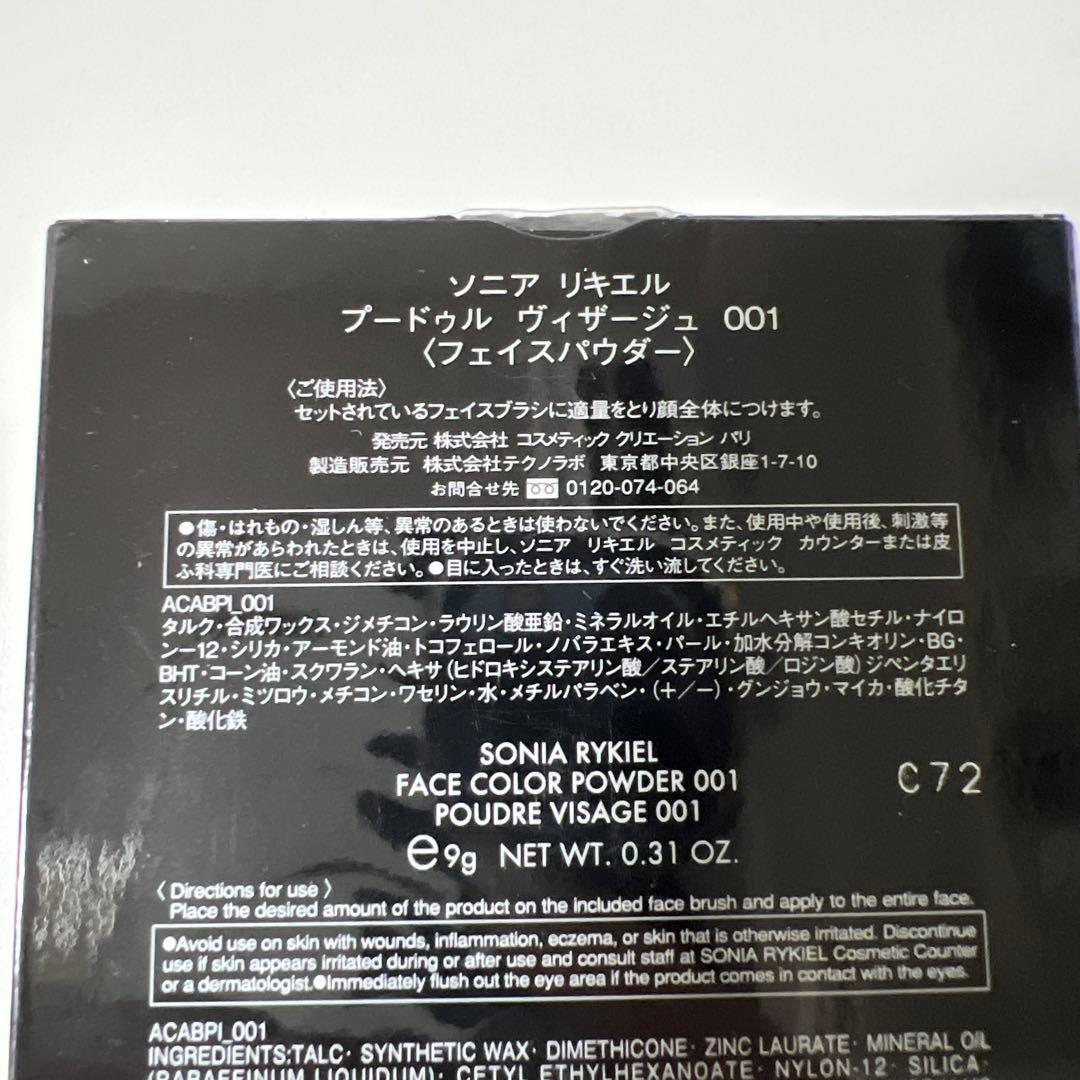 ソニア リキエル
プードゥル ヴィザージュ 001
〈フェイスパウダー〉
〈ご使用法〉
セットされているフェイスブラシに適量をとり顔全体につけます。
発売元 株式会社 コスメティック クリエーション パリ
製造販売元 株式会社テクノラボ 東京都中央区銀座1-7-10
お問合せ先 0120-074-064
●傷・はれもの・湿しん等、異常のあるときは使わないでください。また、使用中や使用後、刺激等
の異常があらわれたときは、使用を中止し、ソニア リキエル コスメティック カウンターまたは皮
ふ科専門医にご相談ください。●目に入ったときは、すぐ洗い流してください。
ACABPI_001
タルク・合成ワックス・ジメチコン・ラウリン酸亜鉛・ミネラルオイル・エチルヘキサン酸セチル・ナイロ
ン-12・シリカ・アーモンド油・トコフェロール・ノバラエキス・パール・加水分解コンキオリン・BG・
BHT・コーン油・スクワラン・ヘキサ(ヒドロキシステアリン酸/ステアリン酸/ロジン酸)ジペンタエリ
スリチル・ミツロウ・メチコン・ワセリン・水・メチルパラベン・(+/-)・グンジョウ・マイカ・酸化チタ
ン・酸化鉄
SONIA RYKIEL
FACE COLOR POWDER 001
POUDRE VISAGE 001
C72
e 9g NET WT. 0.31 OZ.
〈 Directions for use 〉
Place the desired amount of the product on the included face brush and apply to the entire face.
●Avoid use on skin with wounds, inflammation, eczema, or skin that is otherwise irritated. Discontinue
use if skin appears irritated during or after use and consult staff at SONIA RYKIEL Cosmetic Counter
or a dermatologist.●Immediately flush out the eye area if the product comes in contact with the eyes.
ACABPI_001
INGREDIENTS:TALC· SYNTHETIC WAX· DIMETHICONE· ZINC LAURATE· MINERAL OIL
(PARAFFINUM LIQUIDUM)· CETYL ETHYLHEXANOATE· NYLON-12· SILICA·